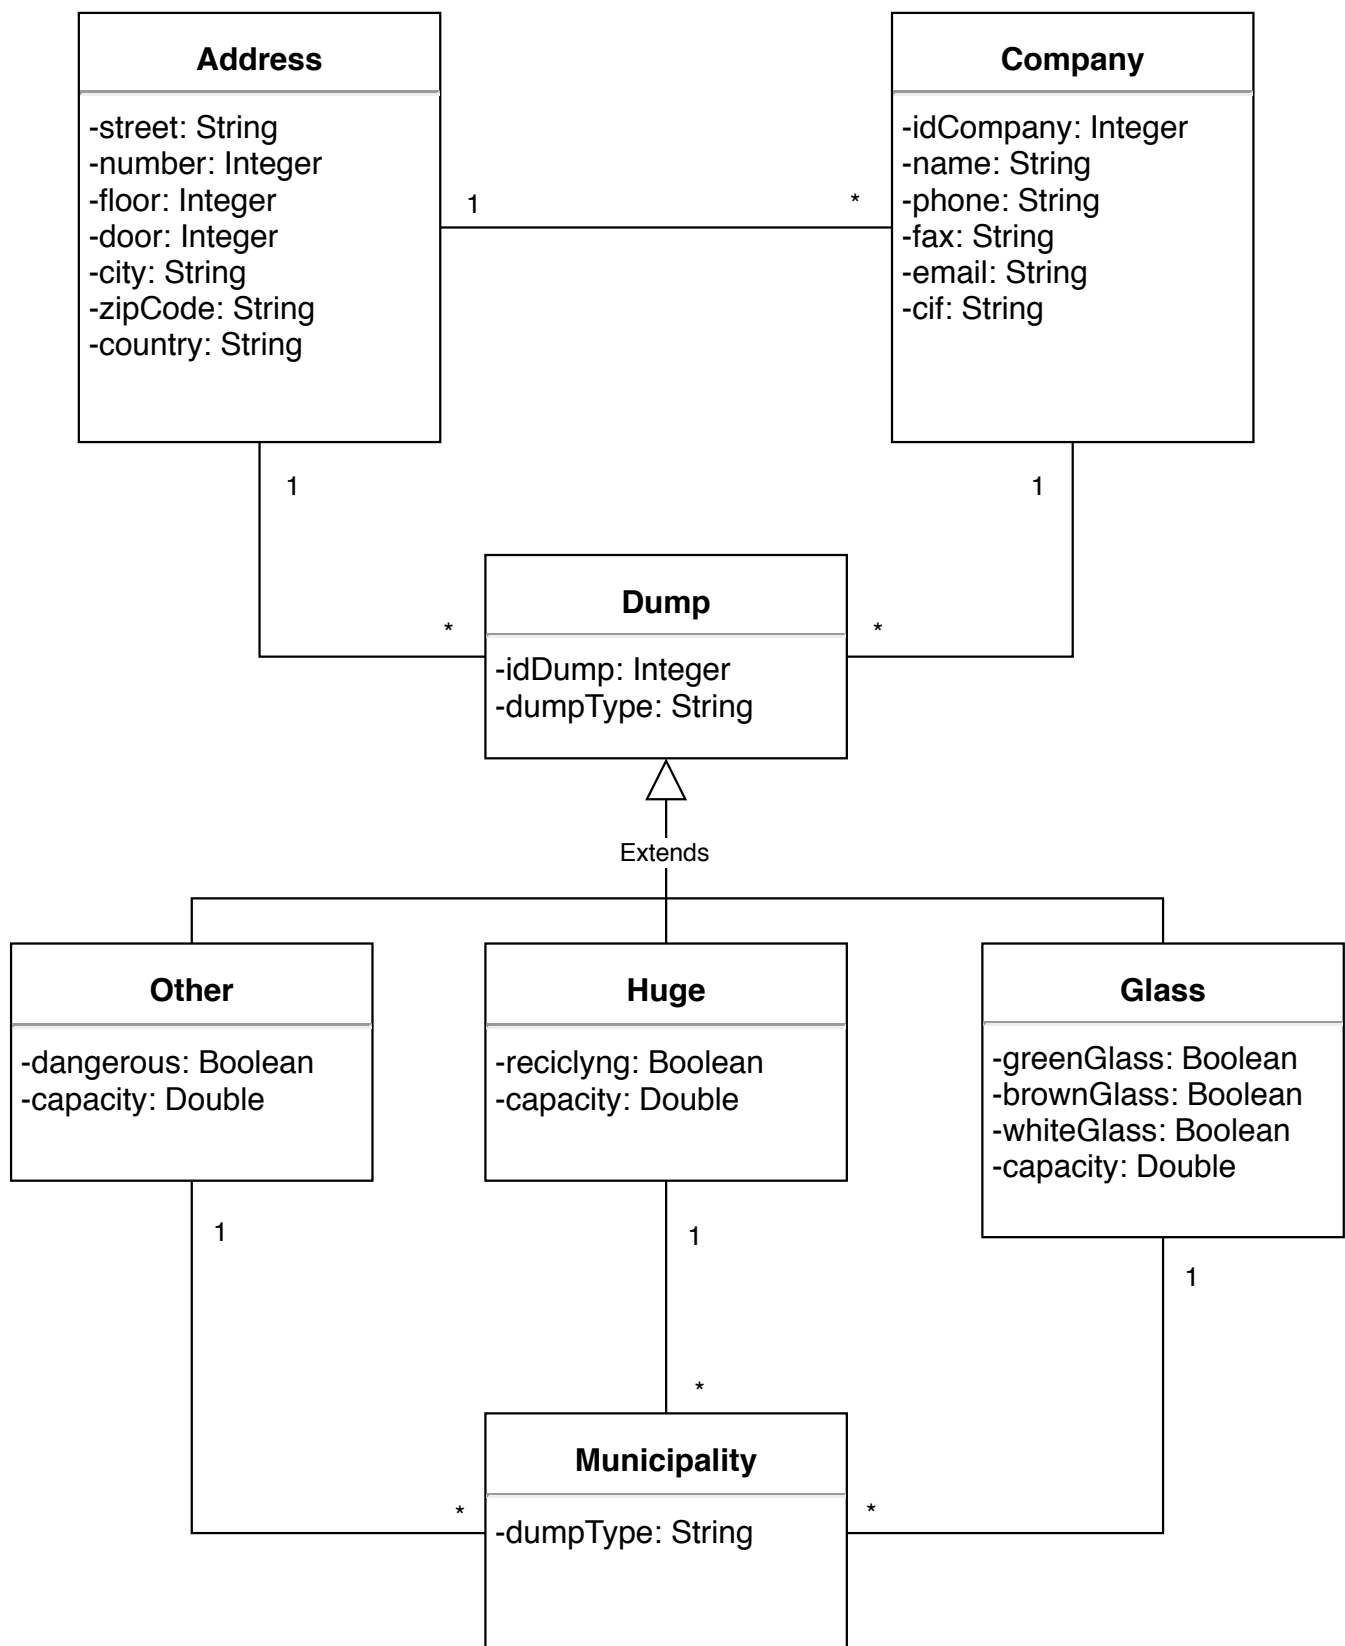 Address
-street: String
-number: Integer
-floor: Integer
-door: Integer
-city: String
-zipCode: String
-country: String
Company
-idCompany: Integer
-name: String
-phone: String
-fax: String
-email: String
-cif: String
1
*
1
1
Dump
-idDump: Integer
-dumpType: String
*
*
Extends
Other
-dangerous: Boolean
-capacity: Double
Huge
-reciclyng: Boolean
-capacity: Double
Glass
-greenGlass: Boolean
-brownGlass: Boolean
-whiteGlass: Boolean
-capacity: Double
1
1
1
*
Municipality
-dumpType: String
*
*